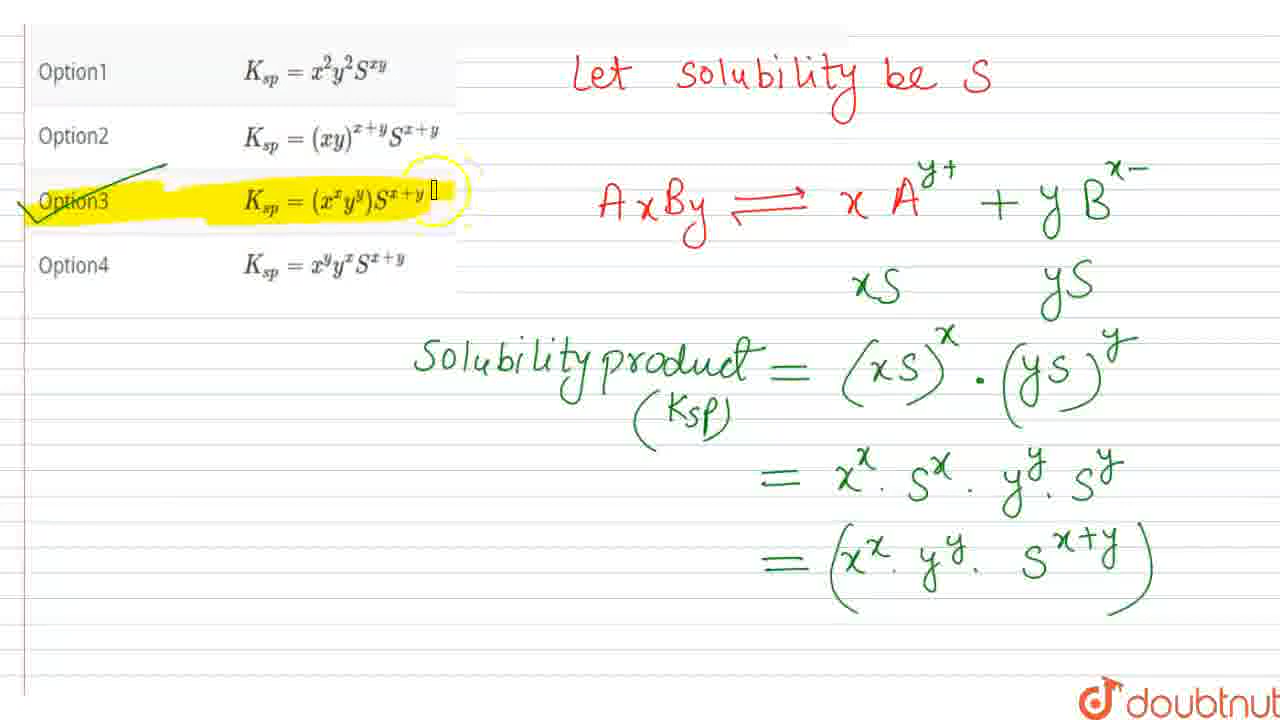 Option1 Ksp = x²y²S^xy
Option2 Ksp = (xy)^x+y S^x+y
Option3 Ksp = (x^x y^y)S^x+y
Option4 Ksp = x^y y^x S^x+y
Let solubility be S
AxBy ⇌ x A^y+ + y B^x−
xS yS
Solubility product = (xS)^x · (yS)^y
(Ksp)
= x^x · S^x · y^y · S^y
= (x^x · y^y · S^x+y)
doubtnut